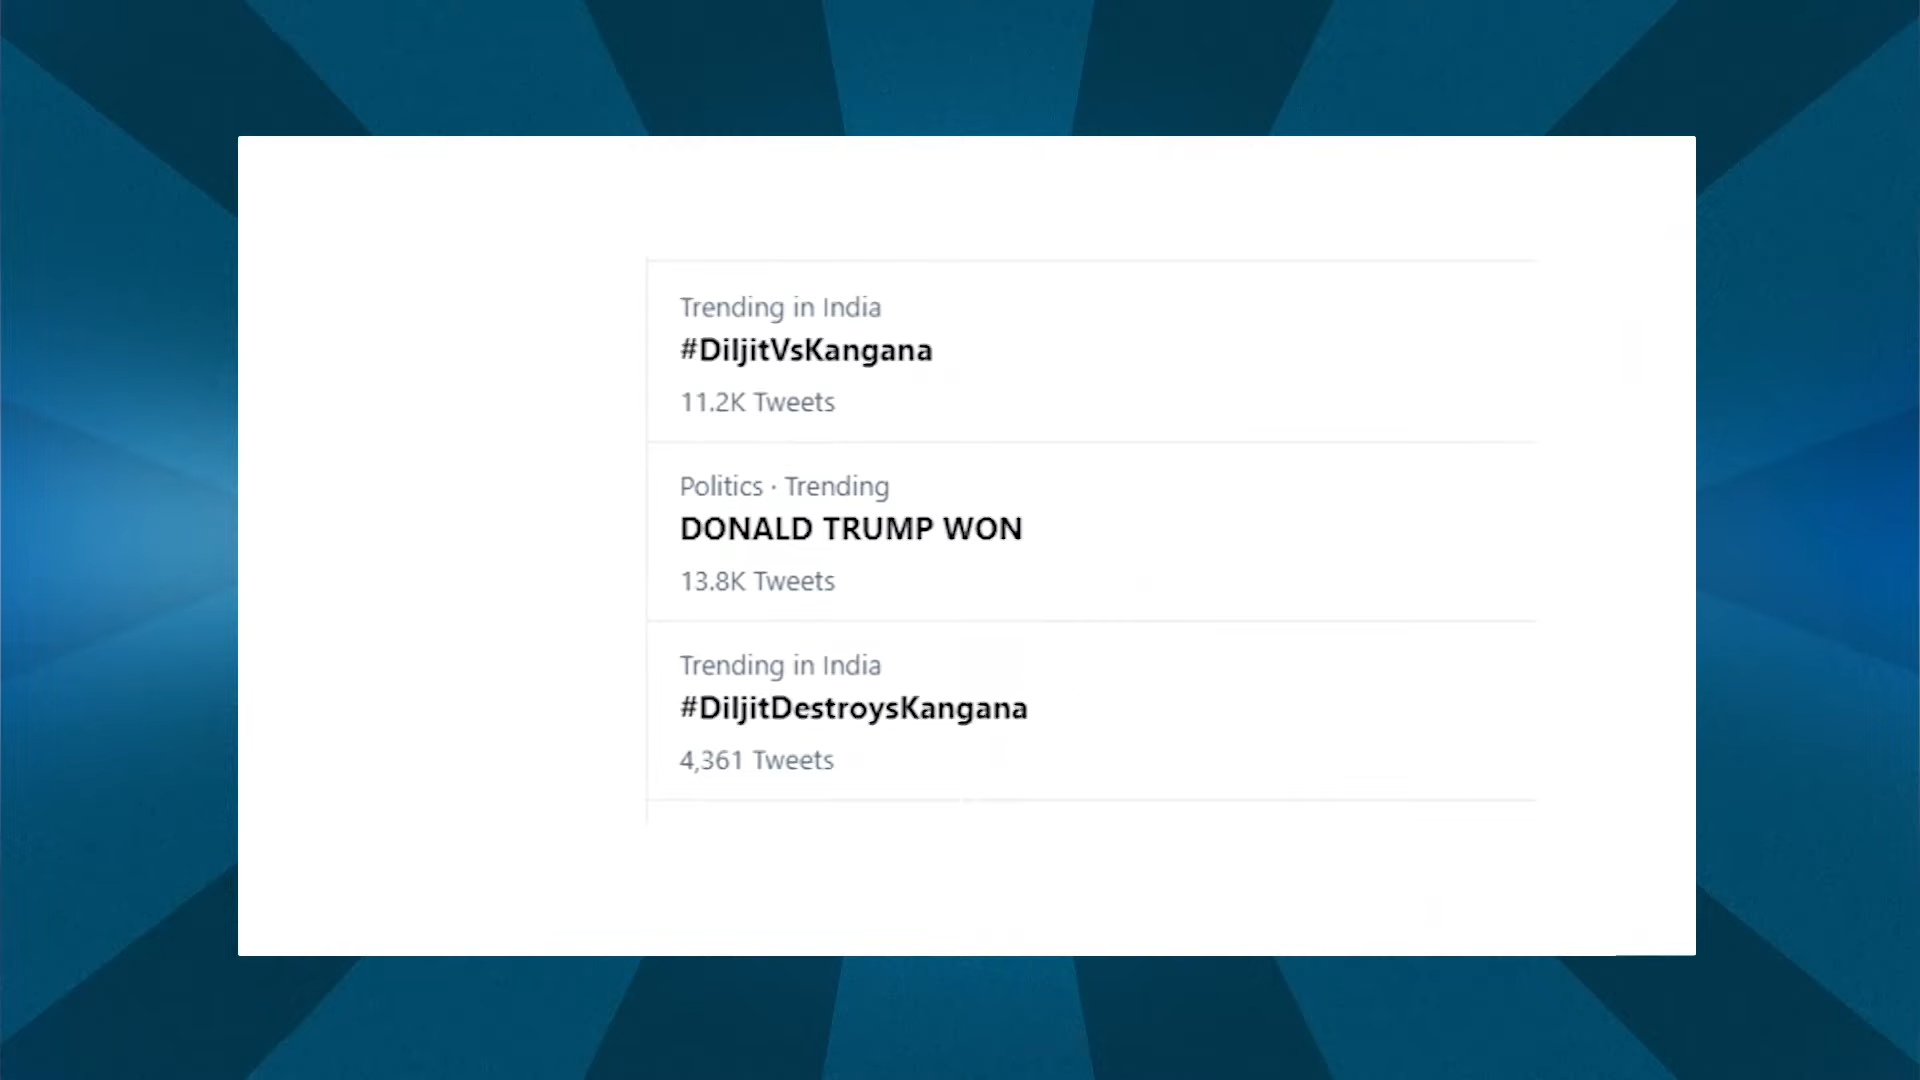 Trending in India
#DiljitVsKangana
11.2K Tweets
Politics · Trending
DONALD TRUMP WON
13.8K Tweets
Trending in India
#DiljitDestroysKangana
4,361 Tweets